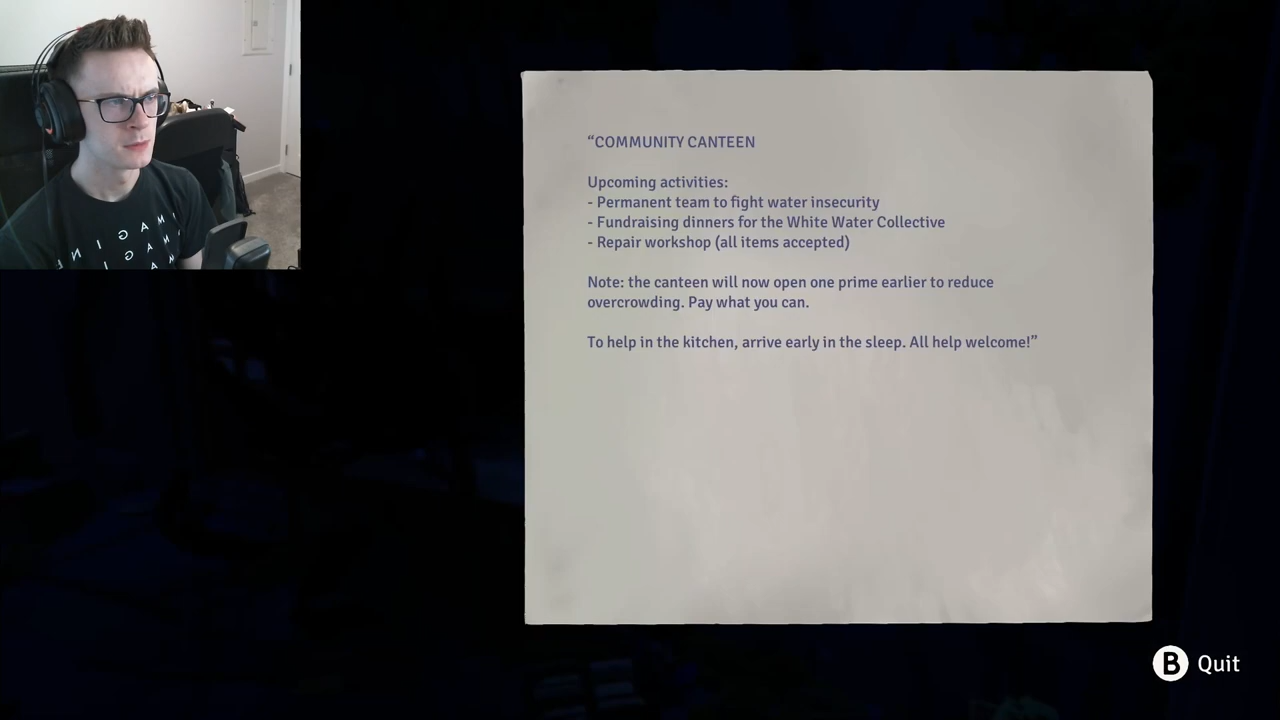 “COMMUNITY CANTEEN
Upcoming activities:
- Permanent team to fight water insecurity
- Fundraising dinners for the White Water Collective
- Repair workshop (all items accepted)
Note: the canteen will now open one prime earlier to reduce
overcrowding. Pay what you can.
To help in the kitchen, arrive early in the sleep. All help welcome!”
B Quit